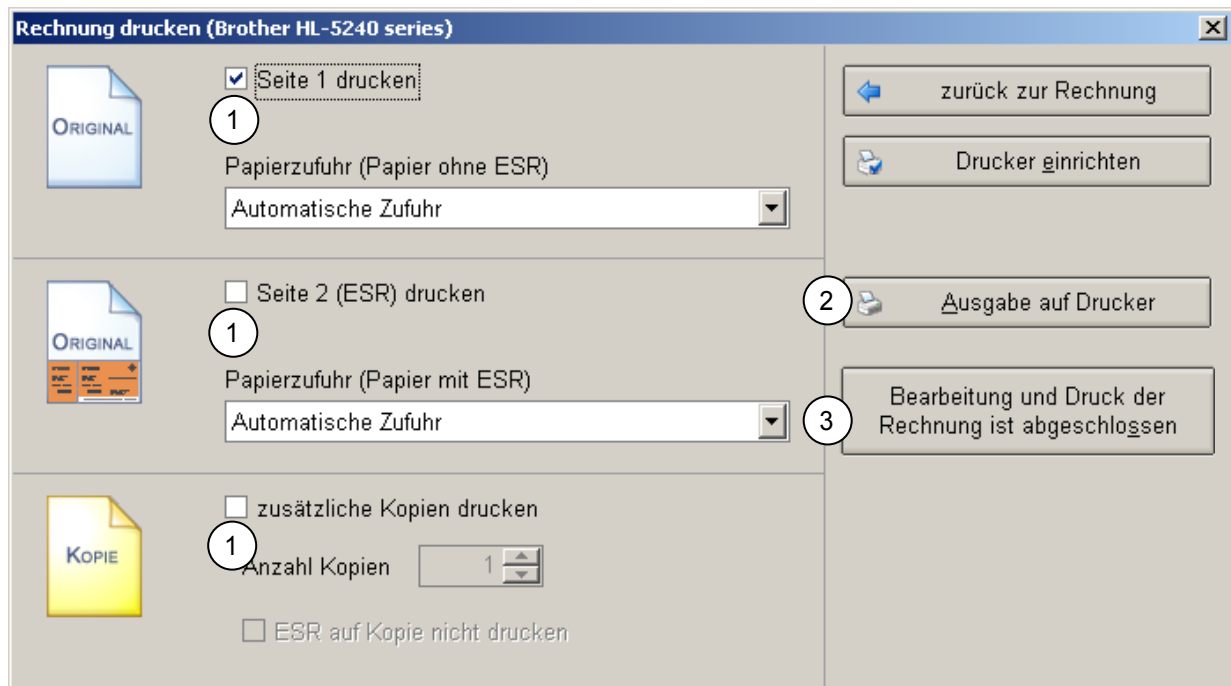 Rechnung drucken (Brother HL-5240 series)
ORIGINAL
Seite 1 drucken
1
Papierzufuhr (Papier ohne ESR)
Automatische Zufuhr
ORIGINAL
Seite 2 (ESR) drucken
1
Papierzufuhr (Papier mit ESR)
Automatische Zufuhr
KOPIE
zusätzliche Kopien drucken
1
Anzahl Kopien 1
ESR auf Kopie nicht drucken
zurück zur Rechnung
Drucker einrichten
2
Ausgabe auf Drucker
3
Bearbeitung und Druck der
Rechnung ist abgeschlossen